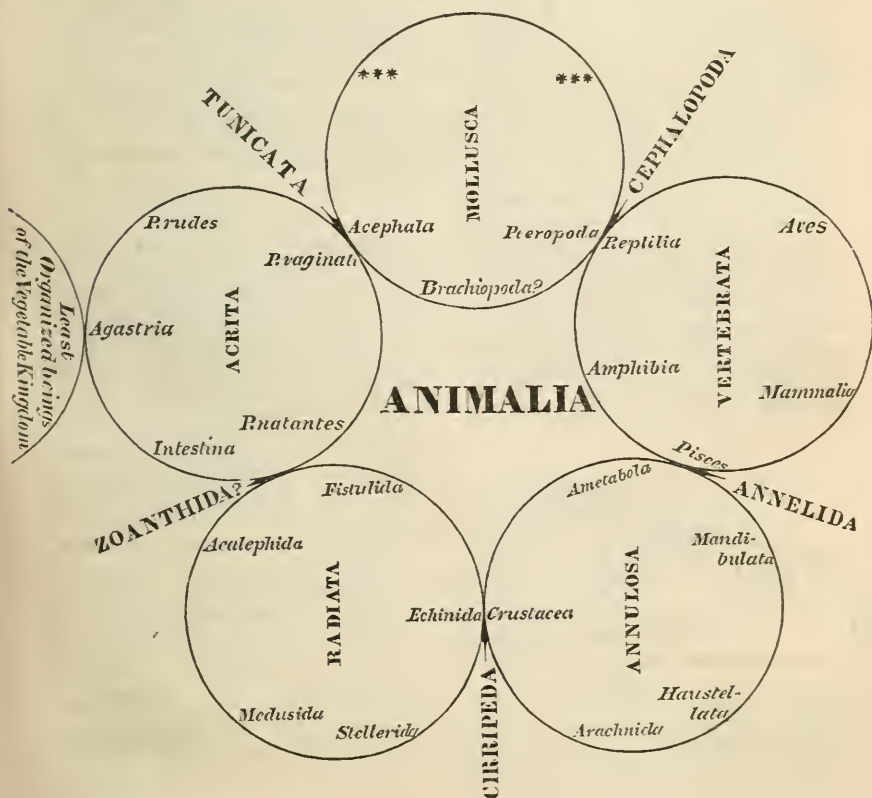 ***
***
MOLLUSCA
Acephala
Pteropoda
Brachiopoda?
TUNICATA
CEPHALOPODA
P.rudes
P.vaginati
Agastria
ACRITA
P.natantes
Intestina
Least
Organized beings
of the Vegetable Kingdom
Reptilia
Aves
VERTEBRATA
Amphibia
Mammalia
Pisces
ANIMALIA
ZOANTHIDA?
ANNELIDA
Fistulida
Acalephida
RADIATA
Echinida
Medusida
Stellerida
CIRRIPEDA
Ametabola
Mandi-
bulata
Crustacea
ANNULOSA
Haustel-
lata
Arachnida